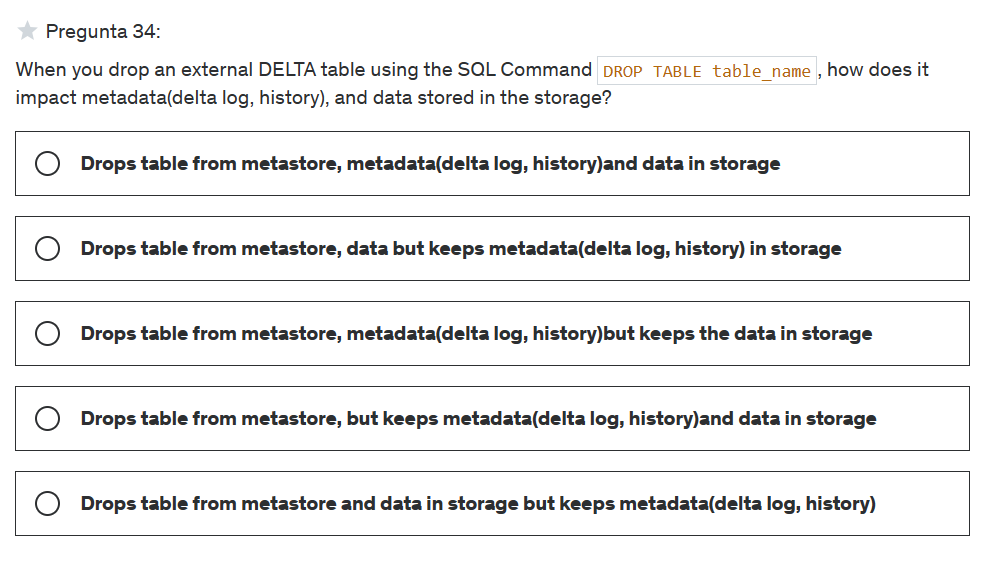 Pregunta 34:
When you drop an external DELTA table using the SQL Command DROP TABLE table_name, how does it
impact metadata(delta log, history), and data stored in the storage?
Drops table from metastore, metadata(delta log, history)and data in storage
Drops table from metastore, data but keeps metadata(delta log, history) in storage
Drops table from metastore, metadata(delta log, history)but keeps the data in storage
Drops table from metastore, but keeps metadata(delta log, history)and data in storage
Drops table from metastore and data in storage but keeps metadata(delta log, history)